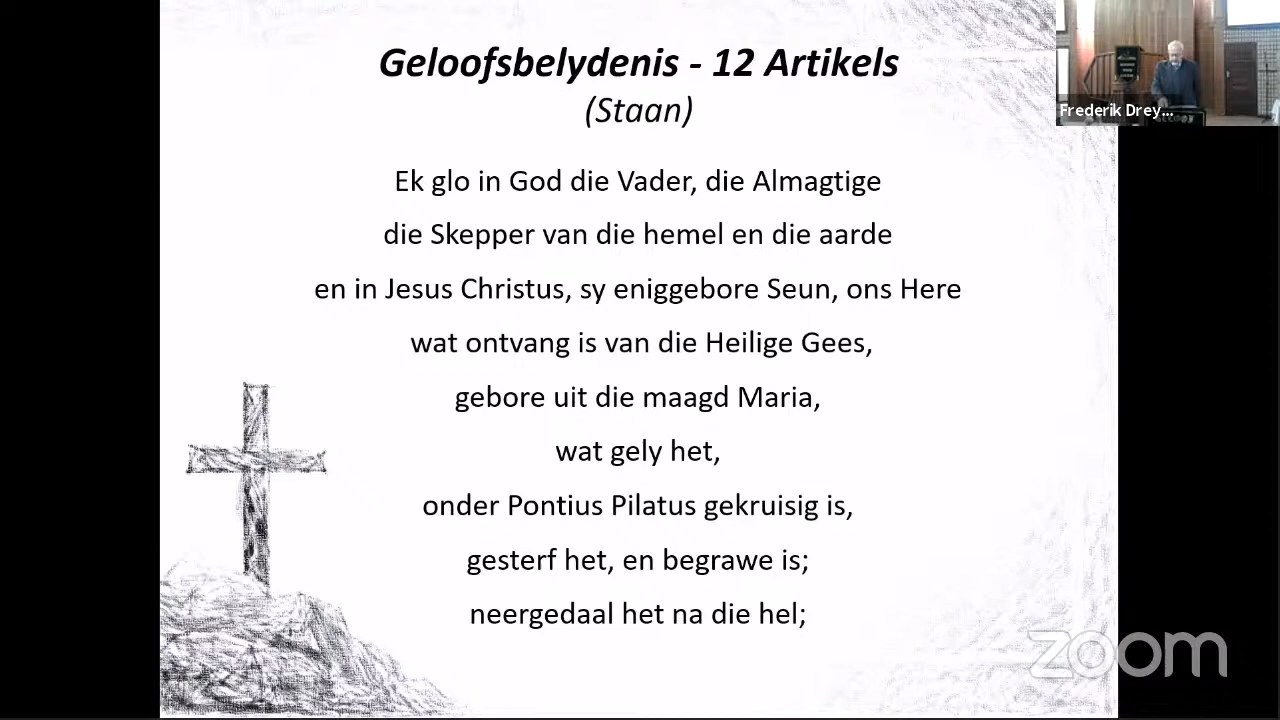 Geloofsbelydenis - 12 Artikels
(Staan)
Ek glo in God die Vader, die Almagtige
die Skepper van die hemel en die aarde
en in Jesus Christus, sy eniggebore Seun, ons Here
wat ontvang is van die Heilige Gees,
gebore uit die maagd Maria,
wat gely het,
onder Pontius Pilatus gekruisig is,
gesterf het, en begrawe is;
neergedaal het na die hel;
Frederik Drey...
zoom